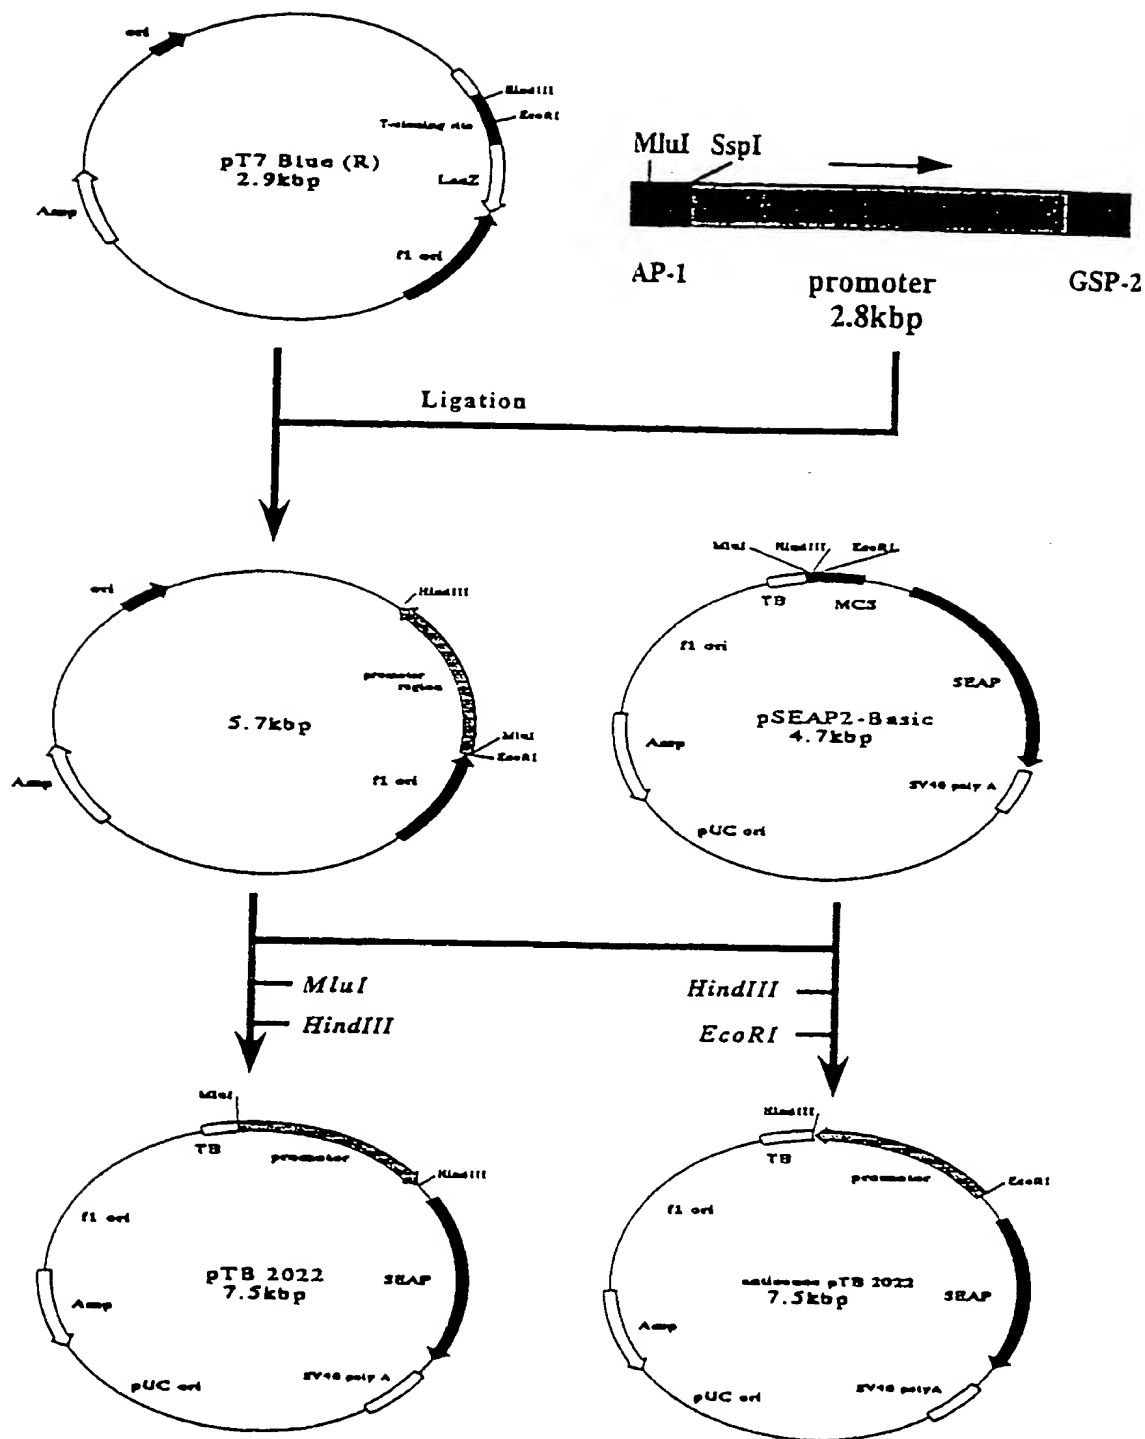 ori
HindIII
EcoRI
T-cloning site
pT7 Blue (R)
2.9kbp
LacZ
Amp
f1 ori
MluI SspI
AP-1
promoter
2.8kbp
GSP-2
Ligation
ori
HindIII
promoter
region
5.7kbp
MluI
EcoRI
Amp
f1 ori
MluI HindIII EcoRI
TB MCS
f1 ori
SEAP
pSEAP2-Basic
4.7kbp
Amp
SV40 poly A
pUC ori
MluI
HindIII
HindIII
EcoRI
MluI
TB
promoter
HindIII
f1 ori
pTB 2022
7.5kbp
SEAP
Amp
pUC ori
SV40 poly A
HindIII
TB
promoter
EcoRI
f1 ori
antisense pTB 2022
7.5kbp
SEAP
Amp
pUC ori
SV40 polyA